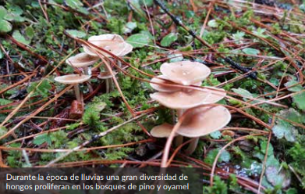 Durante la época de lluvias una gran diversidad de
hongos proliferan en los bosques de pino y oyamel